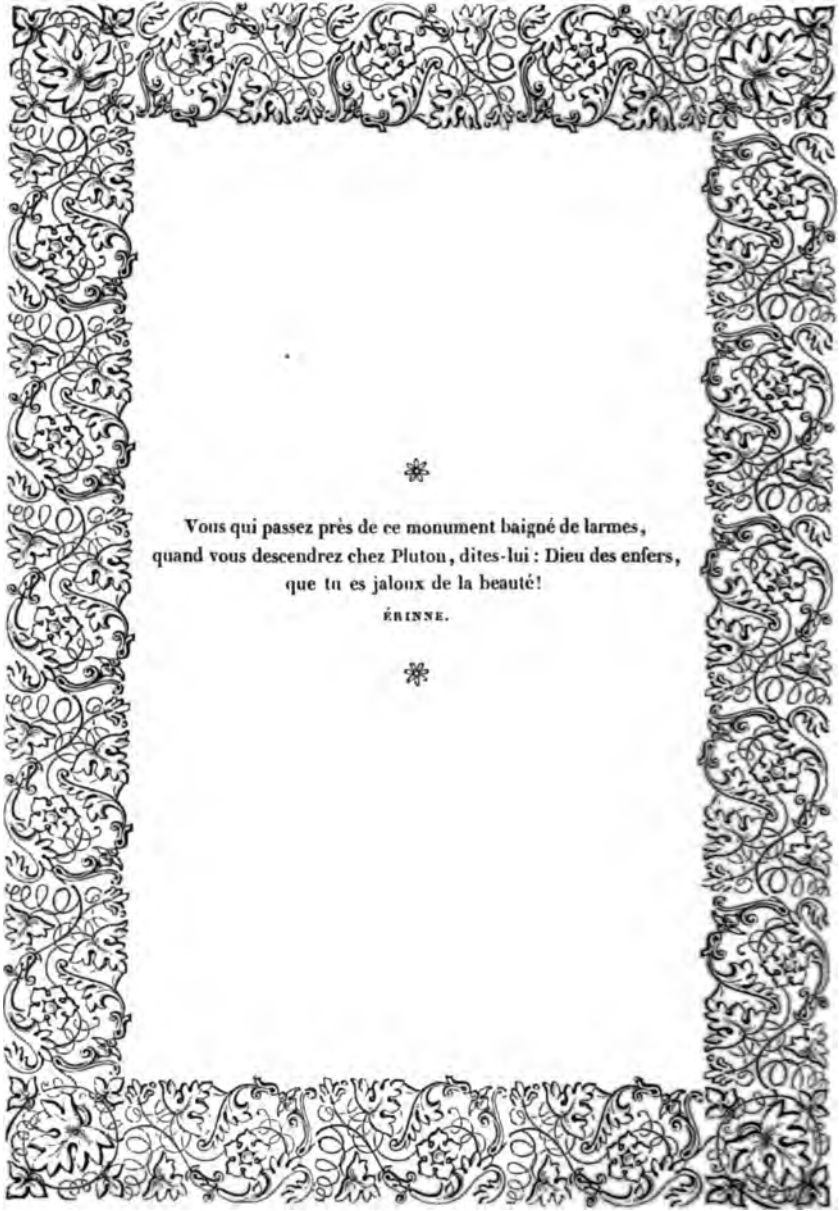 Vous qui passez près de ce monument baigné de larmes,
quand vous descendrez chez Pluton, dites-lui : Dieu des enfers,
que tu es jaloux de la beauté!
ÉRINNE.